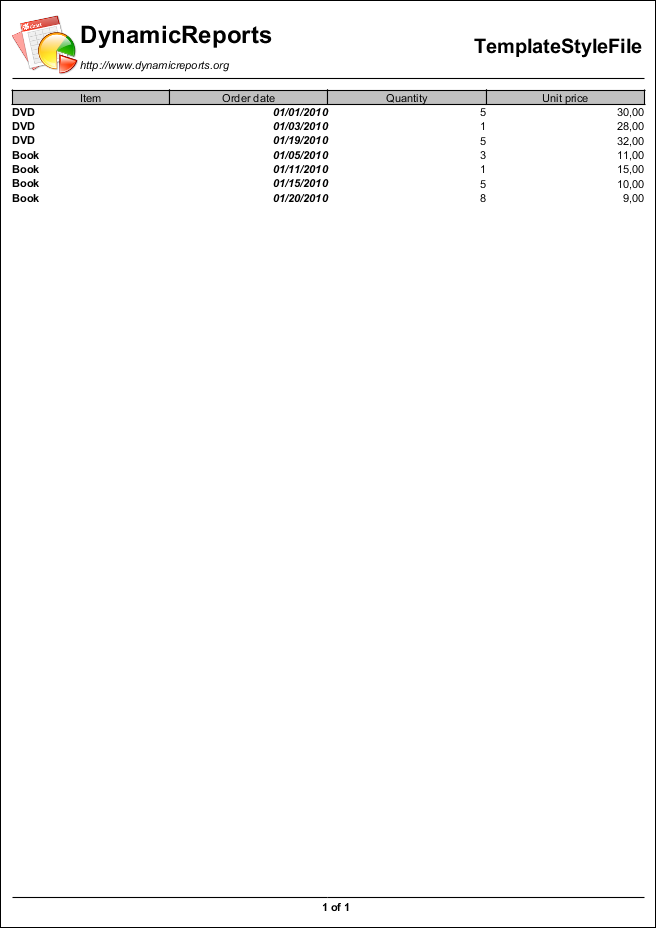 DynamicReports
TemplateStyleFile
http://www.dynamicreports.org
Item Order date Quantity Unit price
DVD 01/01/2010 5 30,00
DVD 01/03/2010 1 28,00
DVD 01/19/2010 5 32,00
Book 01/05/2010 3 11,00
Book 01/11/2010 1 15,00
Book 01/15/2010 5 10,00
Book 01/20/2010 8 9,00
1 of 1